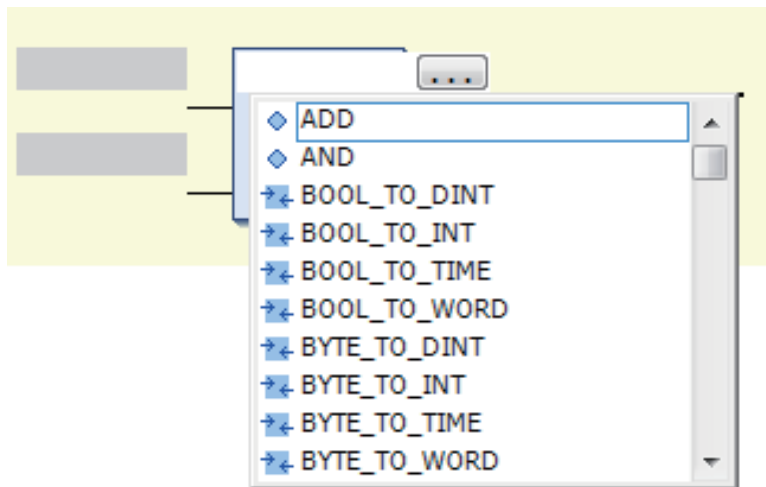 ...
ADD
AND
BOOL_TO_DINT
BOOL_TO_INT
BOOL_TO_TIME
BOOL_TO_WORD
BYTE_TO_DINT
BYTE_TO_INT
BYTE_TO_TIME
BYTE_TO_WORD